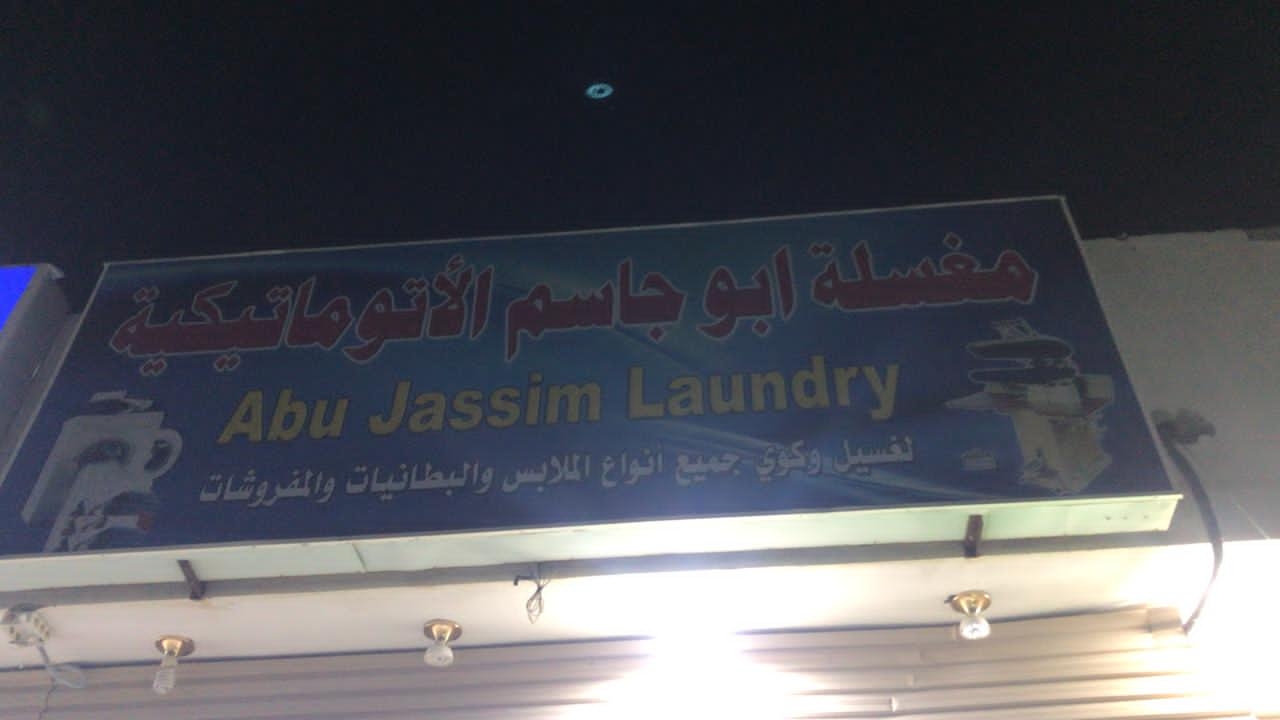 مغسلة ابو جاسم الأتوماتيكية
Abu Jassim Laundry
لغسيل وكوي جميع انواع الملابس والبطانيات والمفروشات